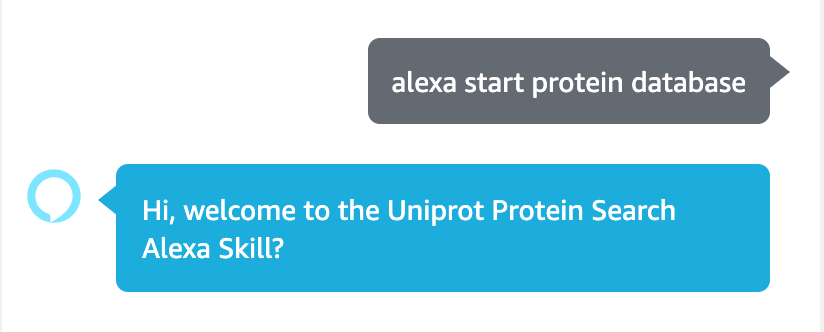 alexa start protein database
Hi, welcome to the Uniprot Protein Search
Alexa Skill?